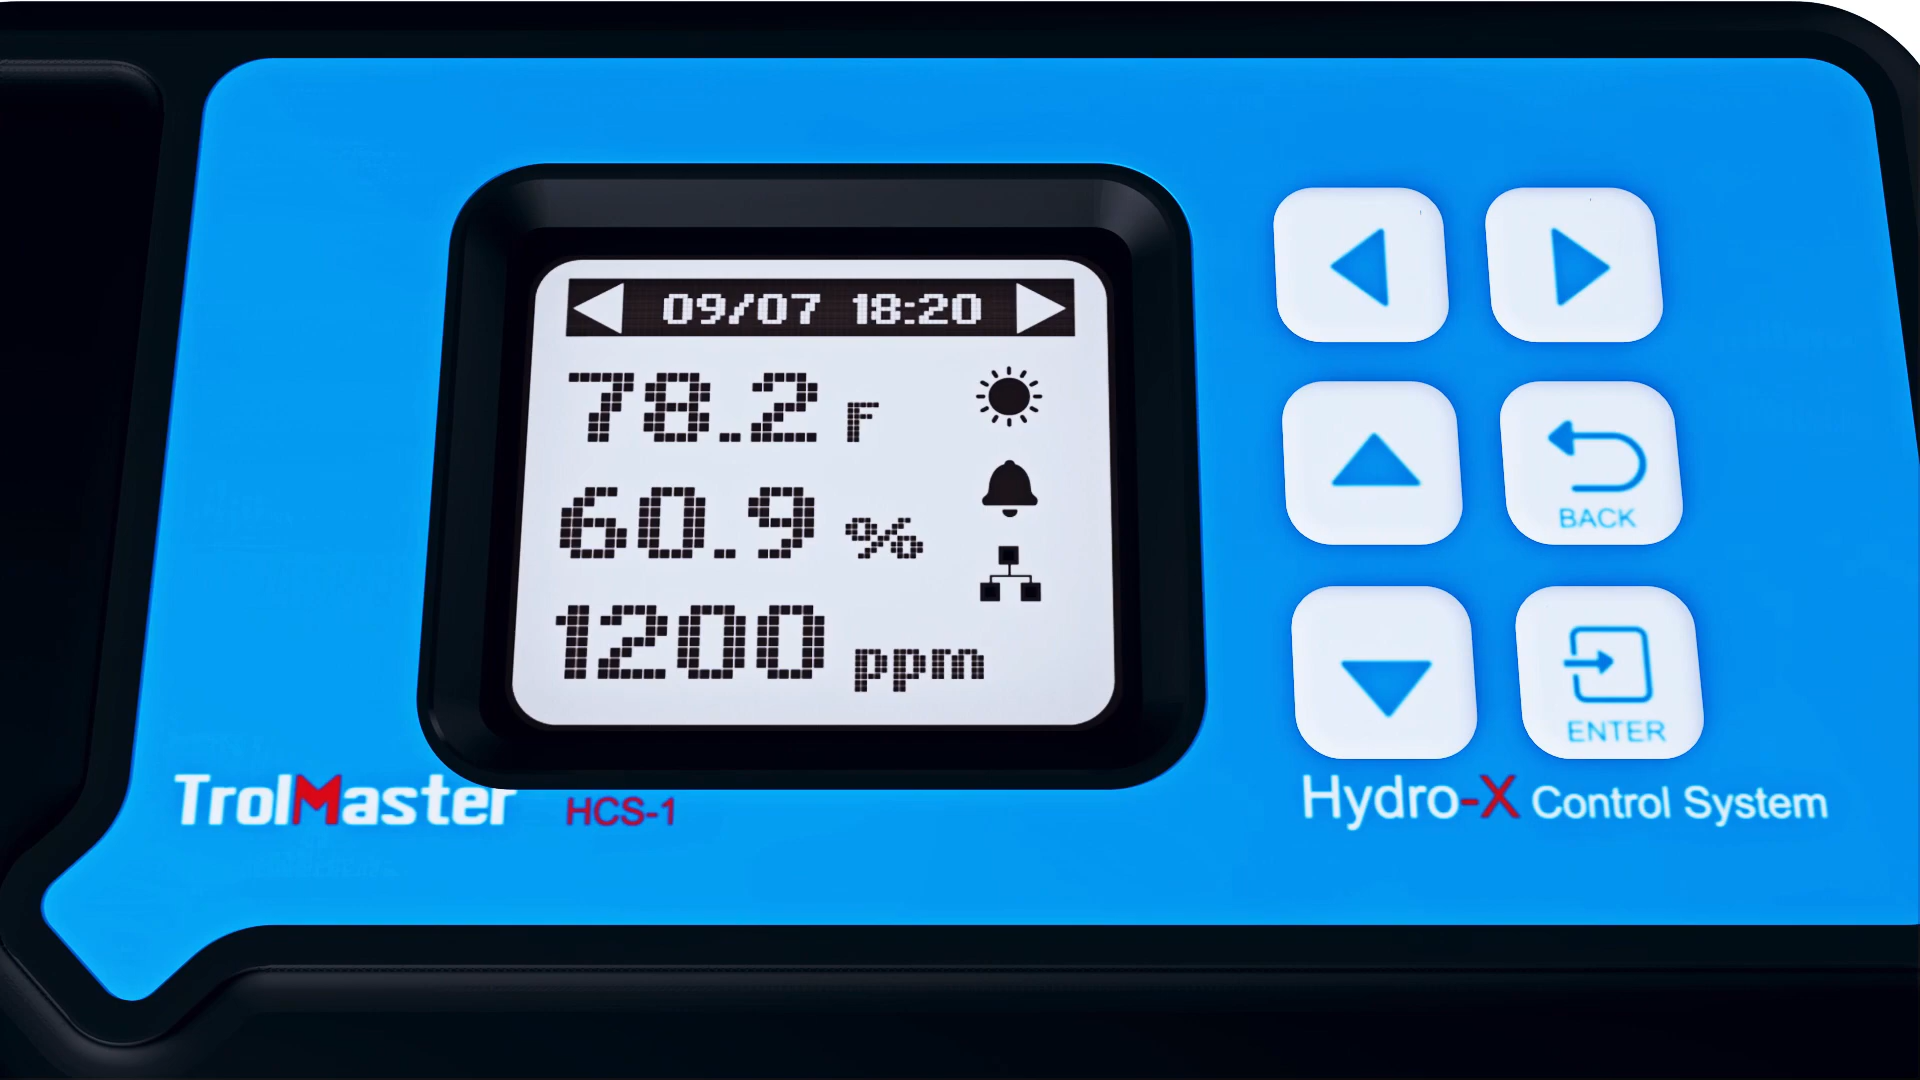 09/07 18:20
78.2 F
60.9 %
1200 ppm
BACK
ENTER
TrolMaster HCS-1
Hydro-X Control System